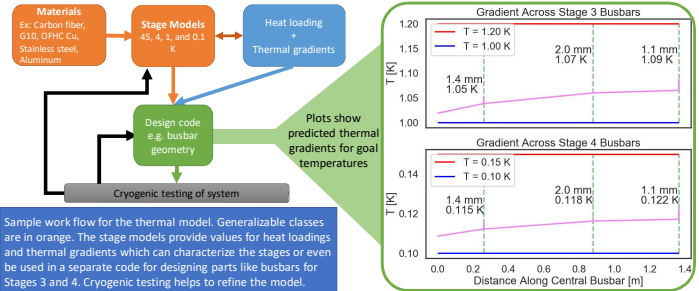 Materials
Ex: Carbon fiber,
G10, OFHC Cu,
Stainless steel,
Aluminum
Stage Models
45, 4, 1, and 0.1
K
Heat loading
+
Thermal gradients
Design code
e.g. busbar
geometry
Cryogenic testing of system
Plots show
predicted thermal
gradients for goal
temperatures
Sample work flow for the thermal model. Generalizable classes
are in orange. The stage models provide values for heat loadings
and thermal gradients which can characterize the stages or even
be used in a separate code for designing parts like busbars for
Stages 3 and 4. Cryogenic testing helps to refine the model.
Gradient Across Stage 3 Busbars
T = 1.20 K
T = 1.00 K
T [K]
1.20
1.15
1.10
1.05
1.00
1.4 mm
1.05 K
2.0 mm
1.07 K
1.1 mm
1.09 K
Gradient Across Stage 4 Busbars
T = 0.15 K
T = 0.10 K
T [K]
0.14
0.12
0.10
1.4 mm
0.115 K
2.0 mm
0.118 K
1.1 mm
0.122 K
0.0 0.2 0.4 0.6 0.8 1.0 1.2 1.4
Distance Along Central Busbar [m]